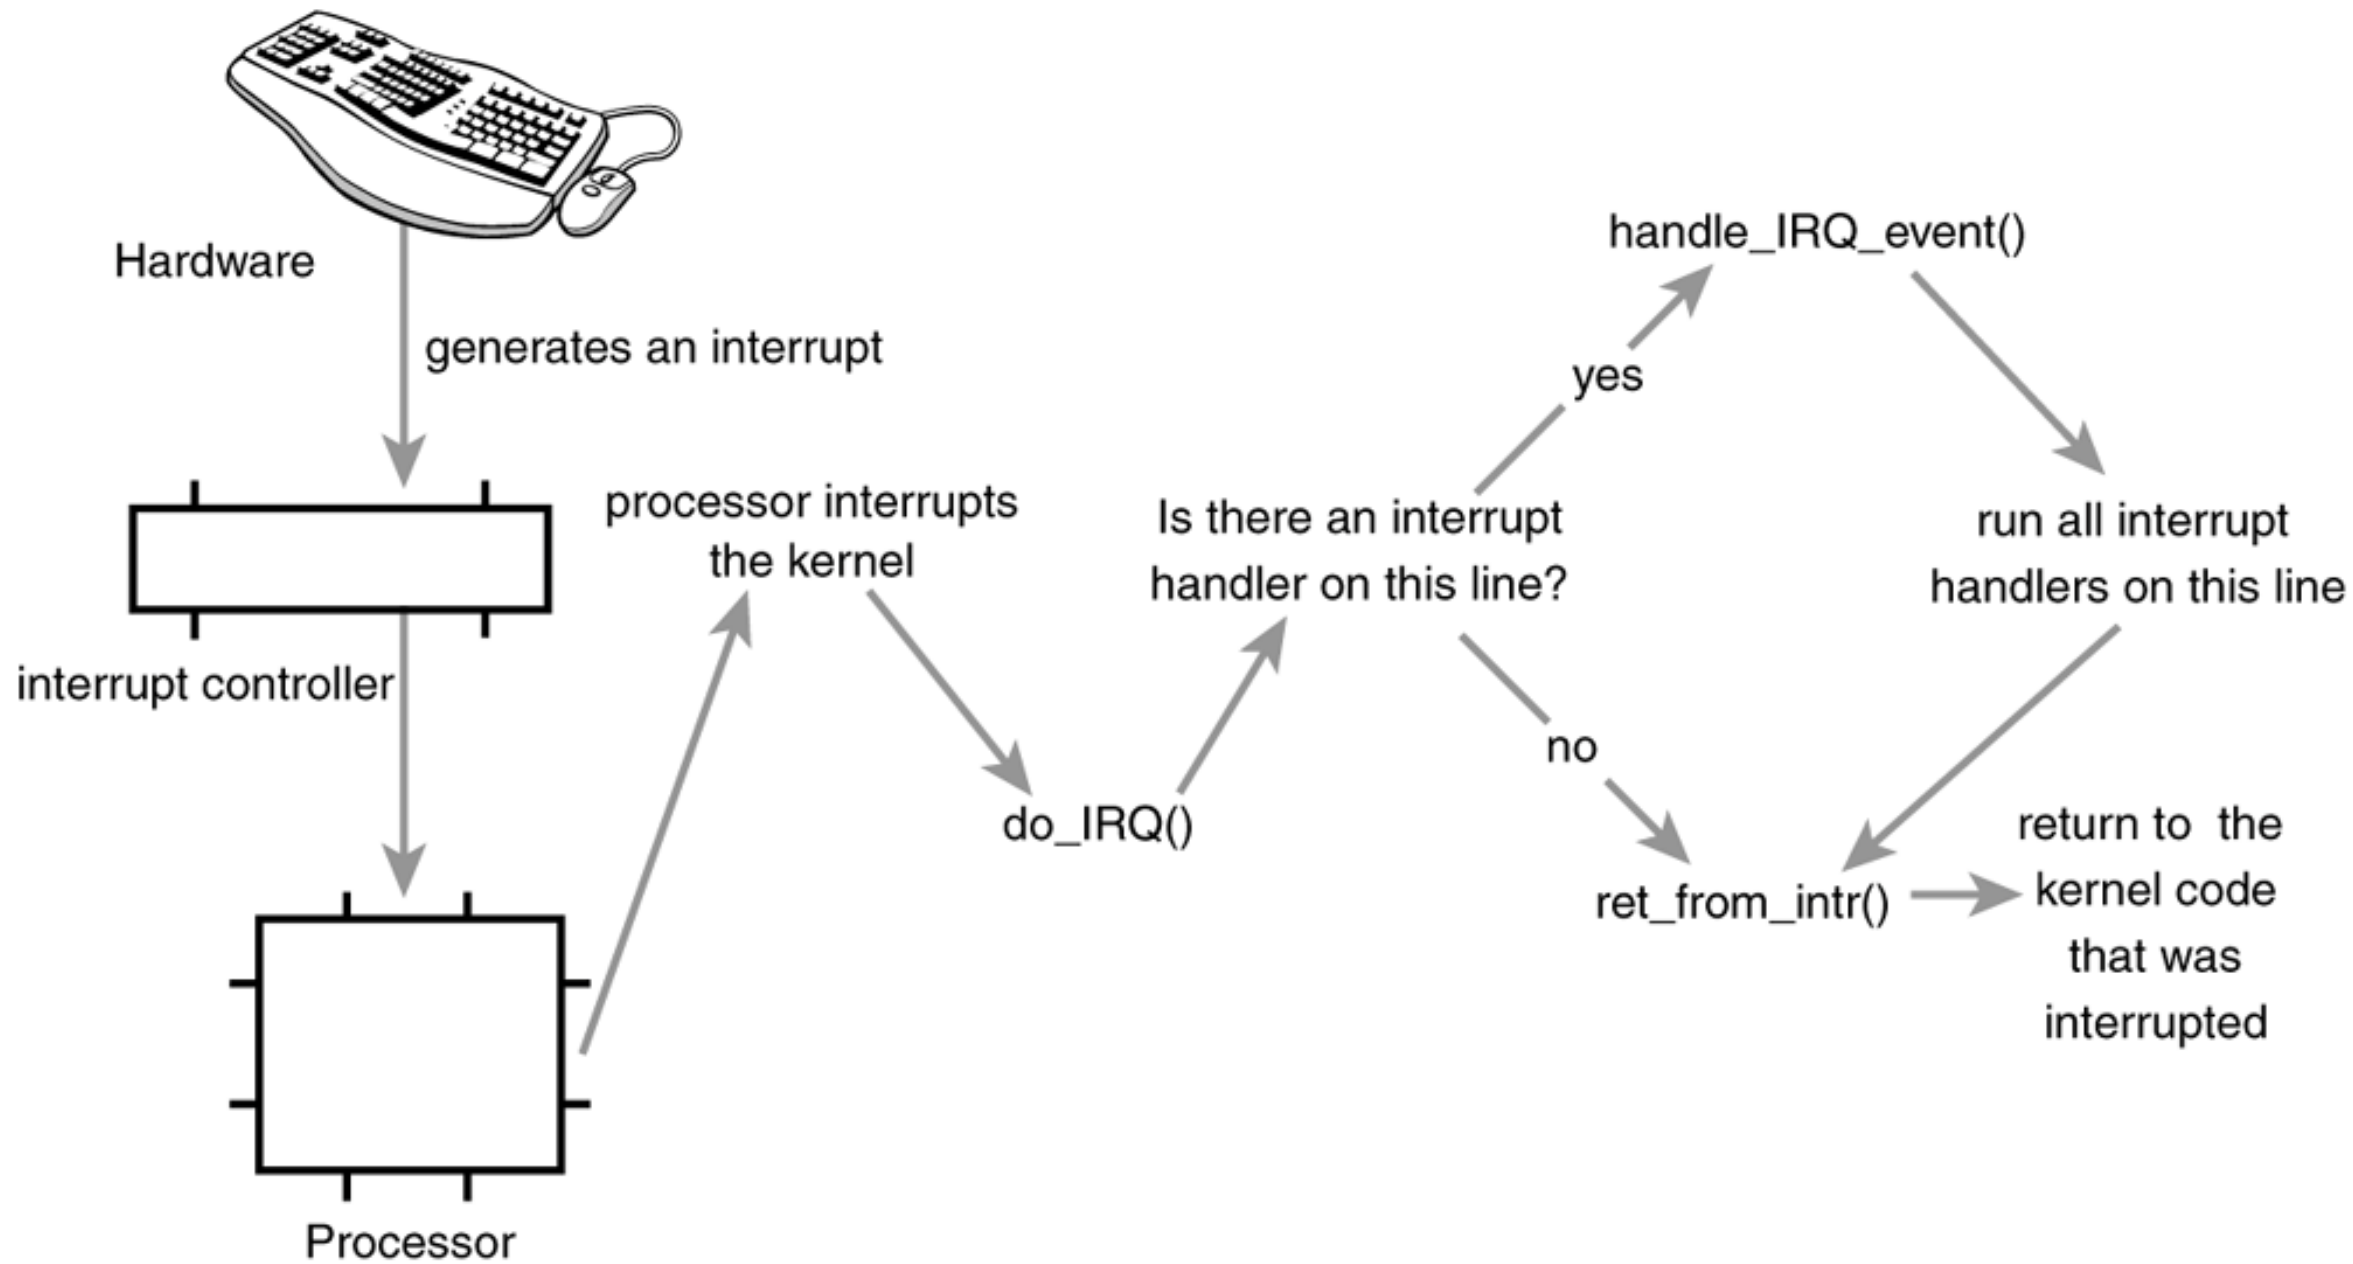 Hardware
generates an interrupt
interrupt controller
Processor
processor interrupts
the kernel
do_IRQ()
Is there an interrupt
handler on this line?
yes
handle_IRQ_event()
run all interrupt
handlers on this line
no
ret_from_intr()
return to  the
kernel code
that was
interrupted